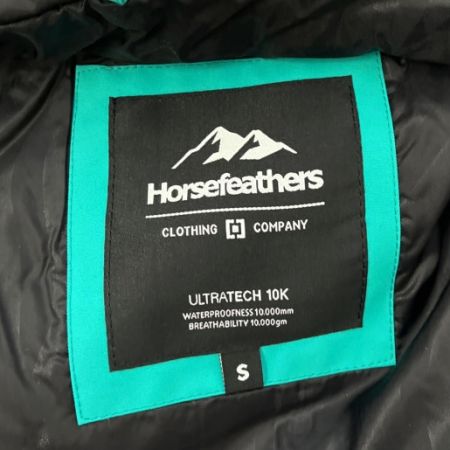 Horsefeathers
CLOTHING COMPANY
ULTRATECH 10K
WATERPROOFNESS 10.000mm
BREATHABILITY 10.000gm
S